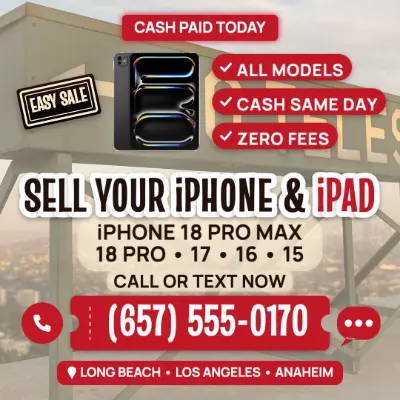 CASH PAID TODAY
ALL MODELS
EASY SALE
CASH SAME DAY
ZERO FEES
SELL YOUR iPHONE & iPAD
iPHONE 18 PRO MAX
18 PRO • 17 • 16 • 15
CALL OR TEXT NOW
(657) 555-0170
LONG BEACH • LOS ANGELES • ANAHEIM